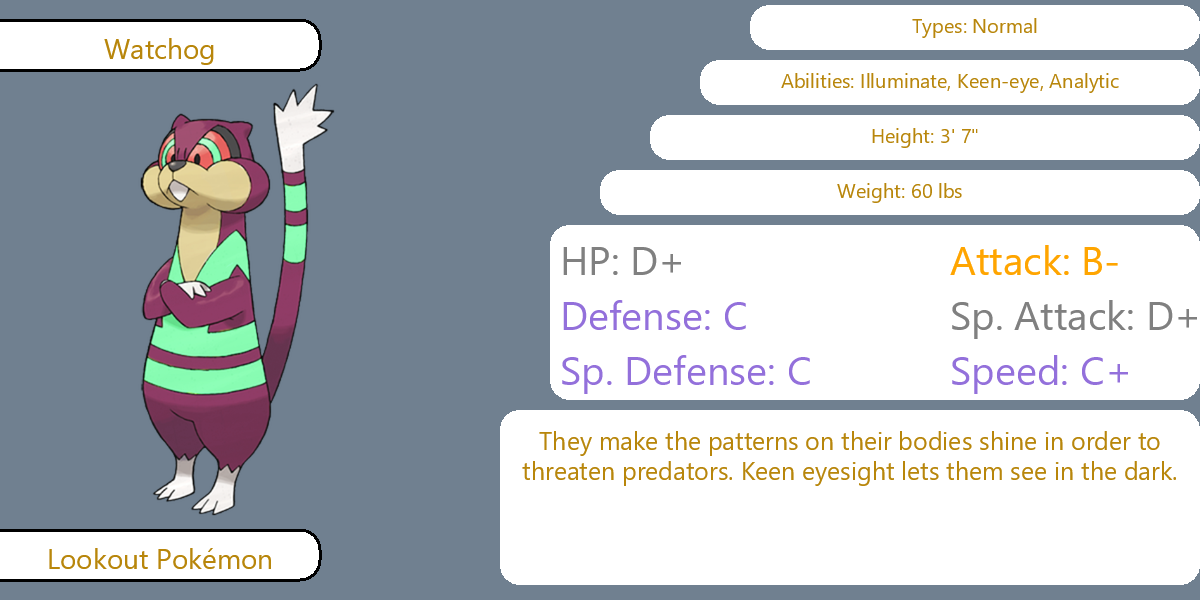 Watchog
Types: Normal
Abilities: Illuminate, Keen-eye, Analytic
Height: 3' 7"
Weight: 60 lbs
HP: D+ Attack: B-
Defense: C Sp. Attack: D+
Sp. Defense: C Speed: C+
They make the patterns on their bodies shine in order to
threaten predators. Keen eyesight lets them see in the dark.
Lookout Pokémon